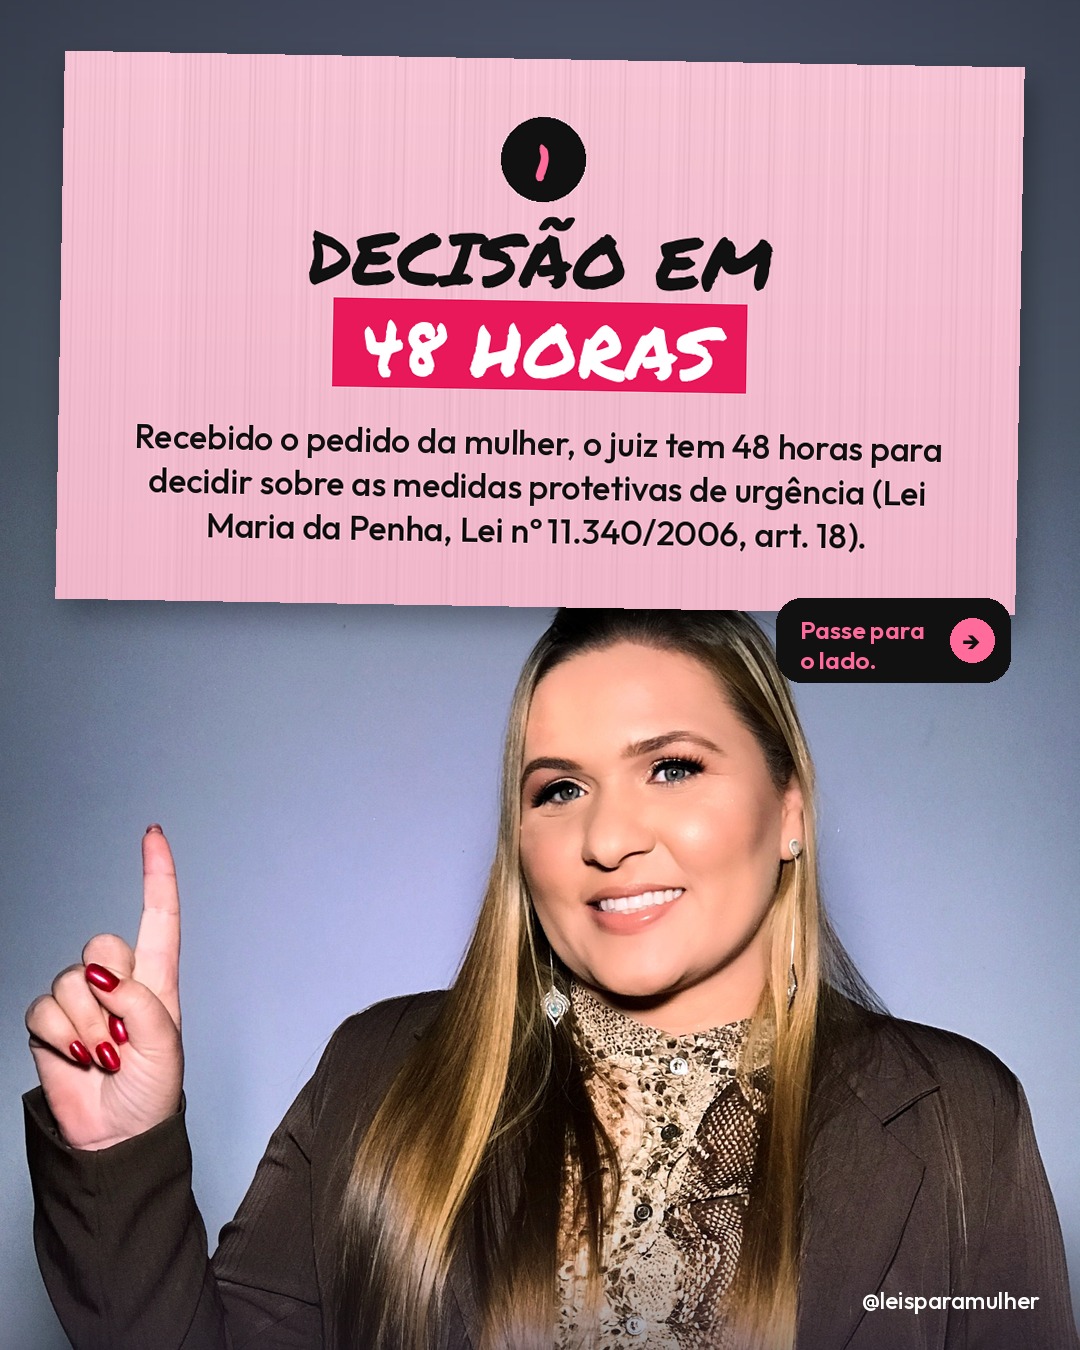 1
DECISÃO EM
48 HORAS
Recebido o pedido da mulher, o juiz tem 48 horas para
decidir sobre as medidas protetivas de urgência (Lei
Maria da Penha, Lei nº 11.340/2006, art. 18).
Passe para
o lado.
@leisparamulher